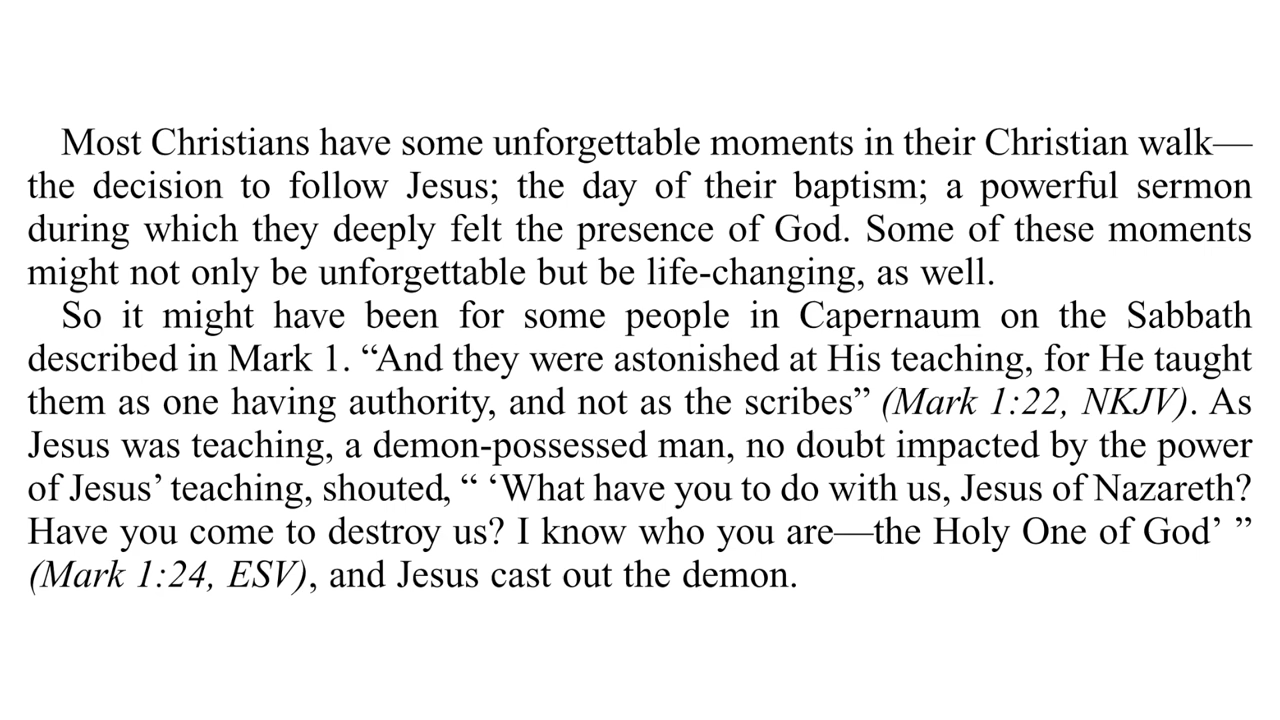 Most Christians have some unforgettable moments in their Christian walk—
the decision to follow Jesus; the day of their baptism; a powerful sermon
during which they deeply felt the presence of God. Some of these moments
might not only be unforgettable but be life-changing, as well.
So it might have been for some people in Capernaum on the Sabbath
described in Mark 1. “And they were astonished at His teaching, for He taught
them as one having authority, and not as the scribes” (Mark 1:22, NKJV). As
Jesus was teaching, a demon-possessed man, no doubt impacted by the power
of Jesus’ teaching, shouted, “ ‘What have you to do with us, Jesus of Nazareth?
Have you come to destroy us? I know who you are—the Holy One of God’ ”
(Mark 1:24, ESV), and Jesus cast out the demon.